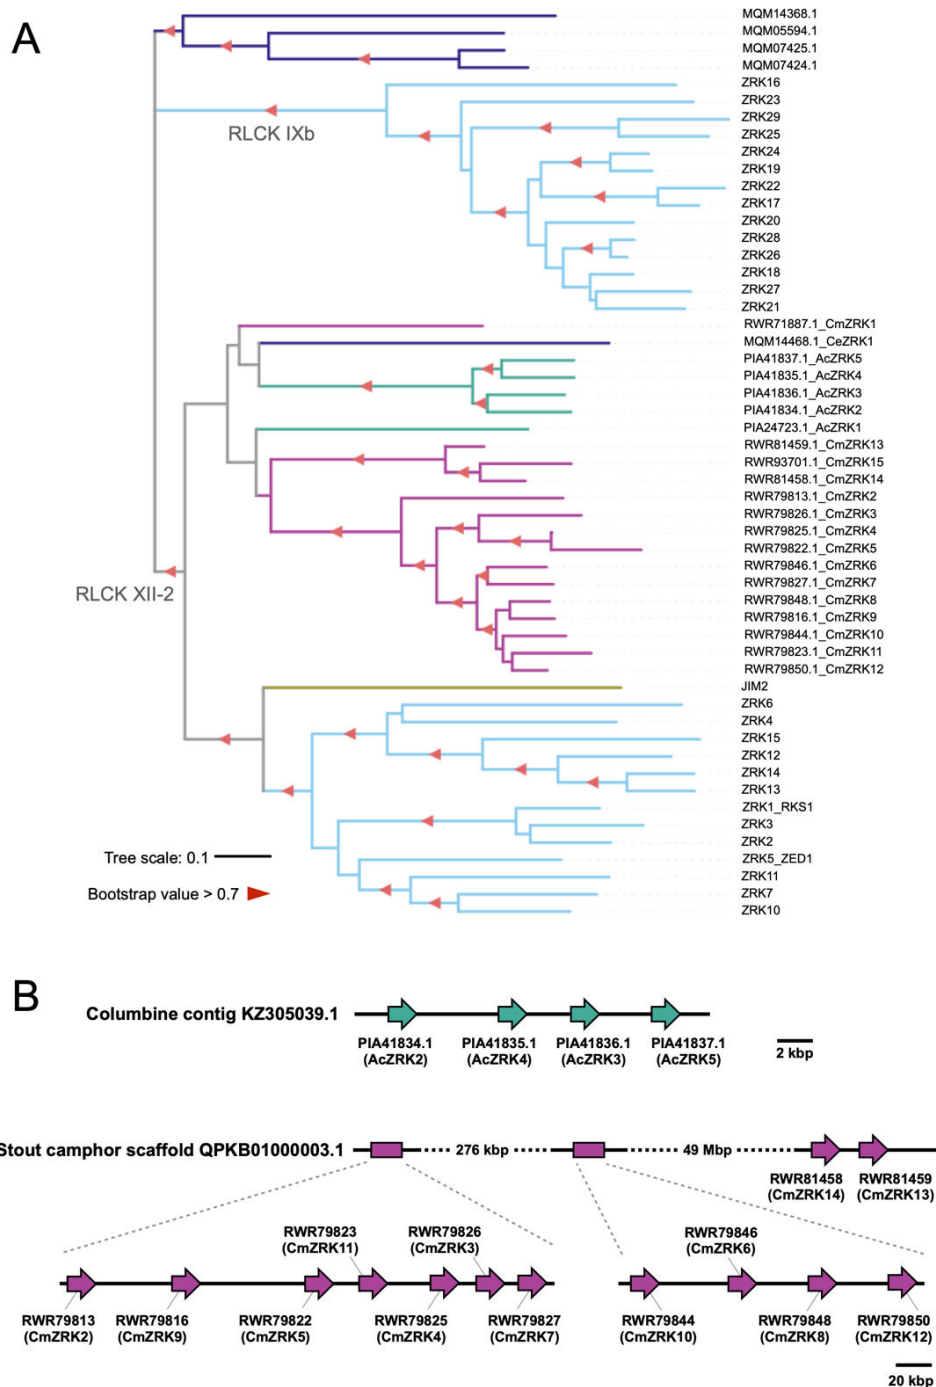 A
MQM14368.1
MQM05594.1
MQM07425.1
MQM07424.1
ZRK16
ZRK23
RLCK IXb
ZRK29
ZRK25
ZRK24
ZRK19
ZRK22
ZRK17
ZRK20
ZRK28
ZRK26
ZRK18
ZRK27
ZRK21
RWR71887.1_CmZRK1
MQM14468.1_CeZRK1
PIA41837.1_AcZRK5
PIA41835.1_AcZRK4
PIA41836.1_AcZRK3
PIA41834.1_AcZRK2
PIA24723.1_AcZRK1
RWR81459.1_CmZRK13
RWR93701.1_CmZRK15
RWR81458.1_CmZRK14
RWR79813.1_CmZRK2
RWR79826.1_CmZRK3
RWR79825.1_CmZRK4
RWR79822.1_CmZRK5
RWR79846.1_CmZRK6
RWR79827.1_CmZRK7
RLCK XII-2
RWR79848.1_CmZRK8
RWR79816.1_CmZRK9
RWR79844.1_CmZRK10
RWR79823.1_CmZRK11
RWR79850.1_CmZRK12
JIM2
ZRK6
ZRK4
ZRK15
ZRK12
ZRK14
ZRK13
ZRK1_RKS1
ZRK3
ZRK2
Tree scale: 0.1
ZRK5_ZED1
ZRK11
Bootstrap value > 0.7
ZRK7
ZRK10
B
Columbine contig KZ305039.1
PIA41834.1 PIA41835.1 PIA41836.1 PIA41837.1
(AcZRK2) (AcZRK4) (AcZRK3) (AcZRK5)
2 kbp
Stout camphor scaffold QPKB01000003.1
276 kbp 49 Mbp
RWR81458 RWR81459
(CmZRK14) (CmZRK13)
RWR79823 RWR79826 RWR79846
(CmZRK11) (CmZRK3) (CmZRK6)
RWR79813 RWR79816 RWR79822 RWR79825 RWR79827 RWR79844 RWR79848 RWR79850
(CmZRK2) (CmZRK9) (CmZRK5) (CmZRK4) (CmZRK7) (CmZRK10) (CmZRK8) (CmZRK12)
20 kbp